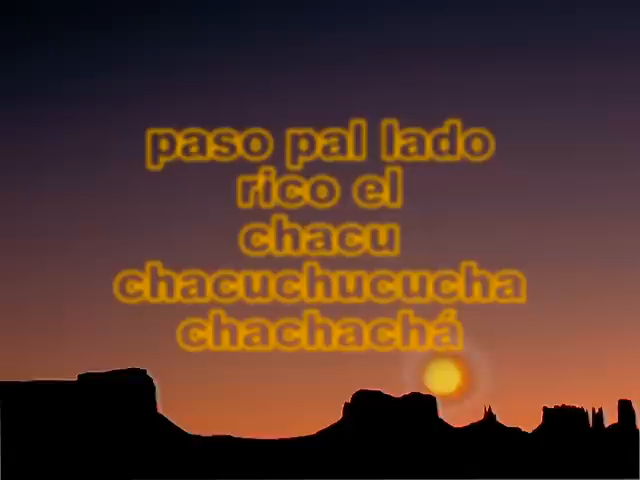 paso pal lado
rico el
chacu
chacuchucucha
chachachá